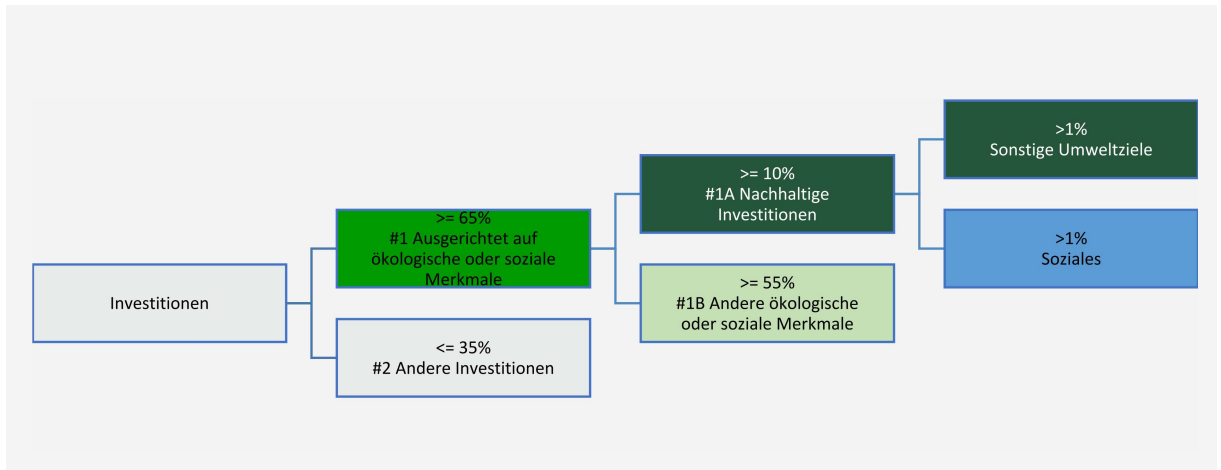 Investitionen
>= 65%
#1 Ausgerichtet auf
ökologische oder soziale
Merkmale
<= 35%
#2 Andere Investitionen
>= 10%
#1A Nachhaltige
Investitionen
>= 55%
#1B Andere ökologische
oder soziale Merkmale
>1%
Sonstige Umweltziele
>1%
Soziales